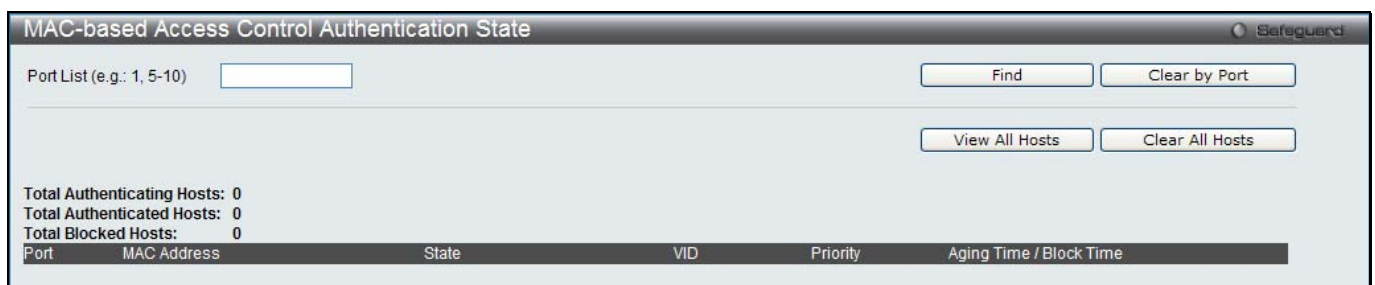 MAC-based Access Control Authentication State
Safeguard
Port List (e.g.: 1, 5-10)
Find
Clear by Port
View All Hosts
Clear All Hosts
Total Authenticating Hosts: 0
Total Authenticated Hosts: 0
Total Blocked Hosts: 0
Port MAC Address State VID Priority Aging Time / Block Time